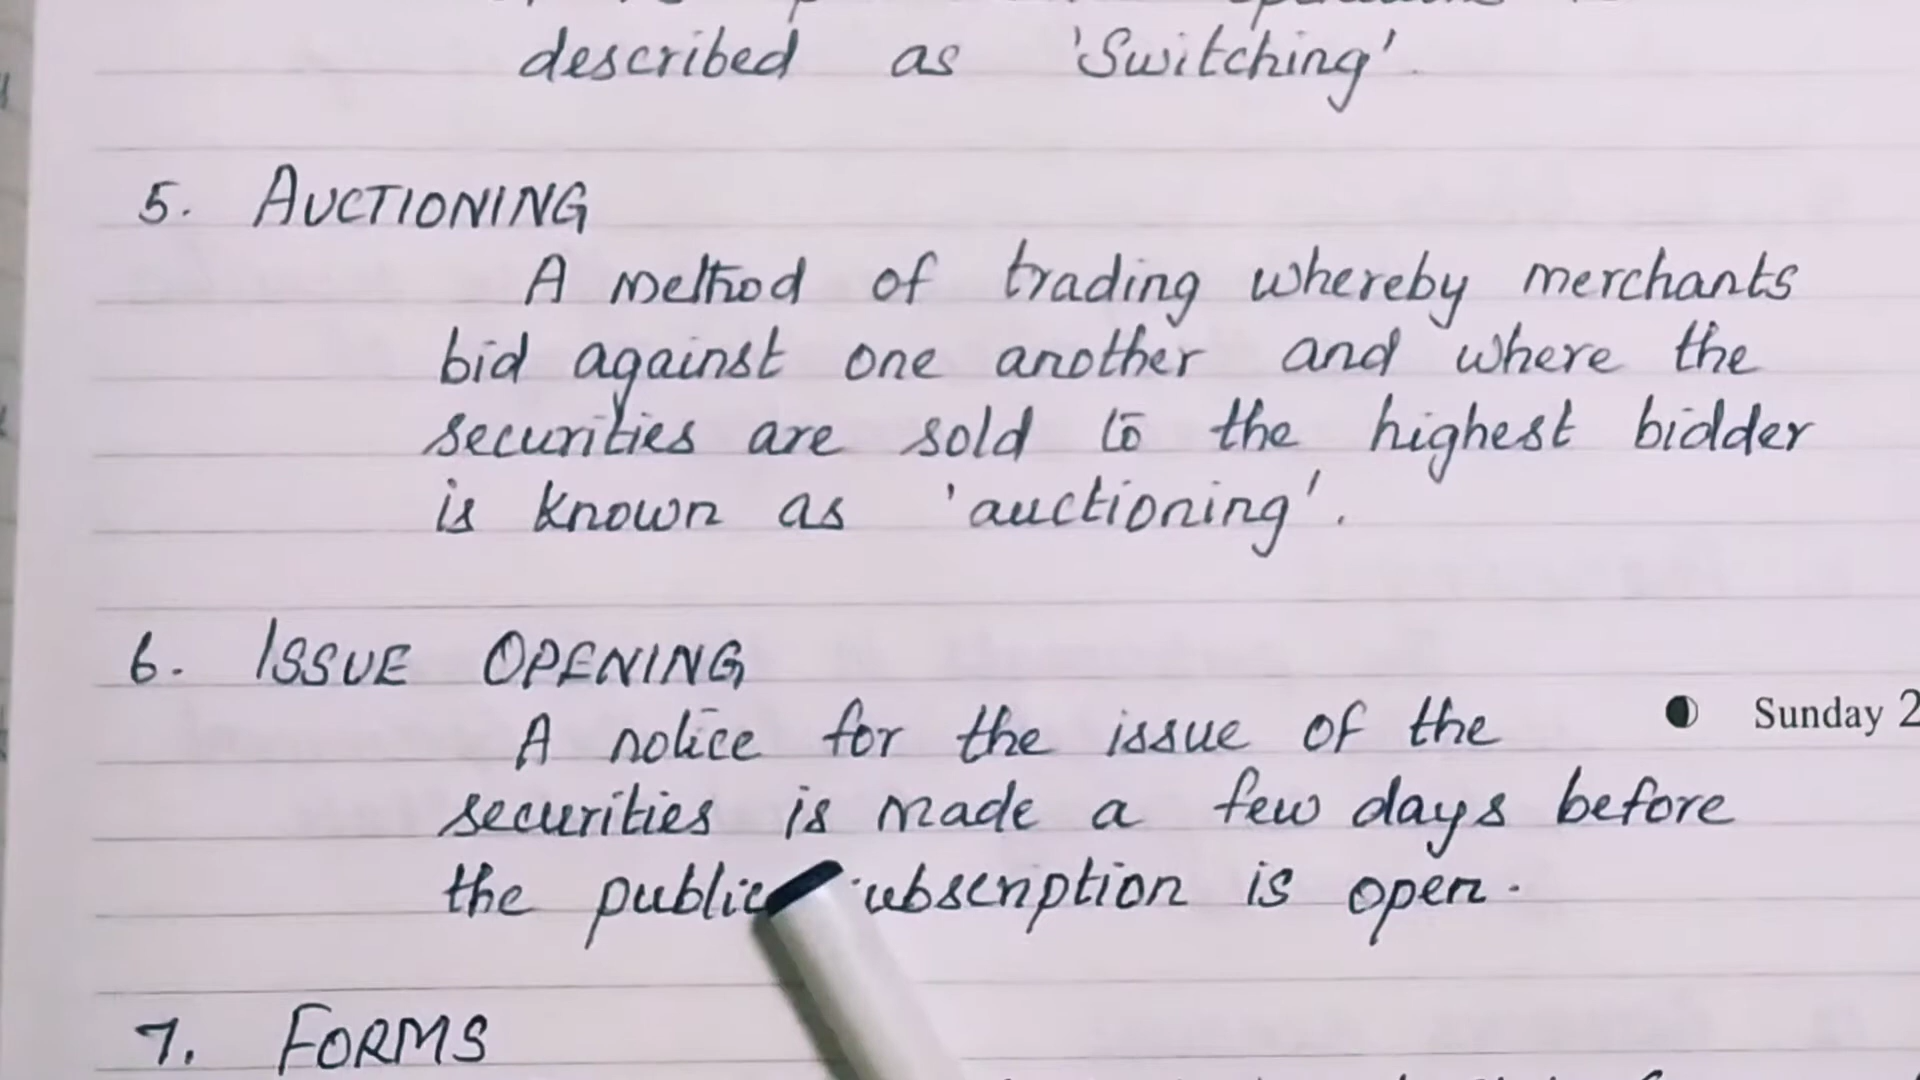 described as 'Switching'.
5. AUCTIONING
A method of trading whereby merchants
bid against one another and where the
securities are sold to the highest bidder
is known as 'auctioning'.
6. ISSUE OPENING
A notice for the issue of the
Sunday 2
securities is made a few days before
the public ubscription is open.
7. FORMS